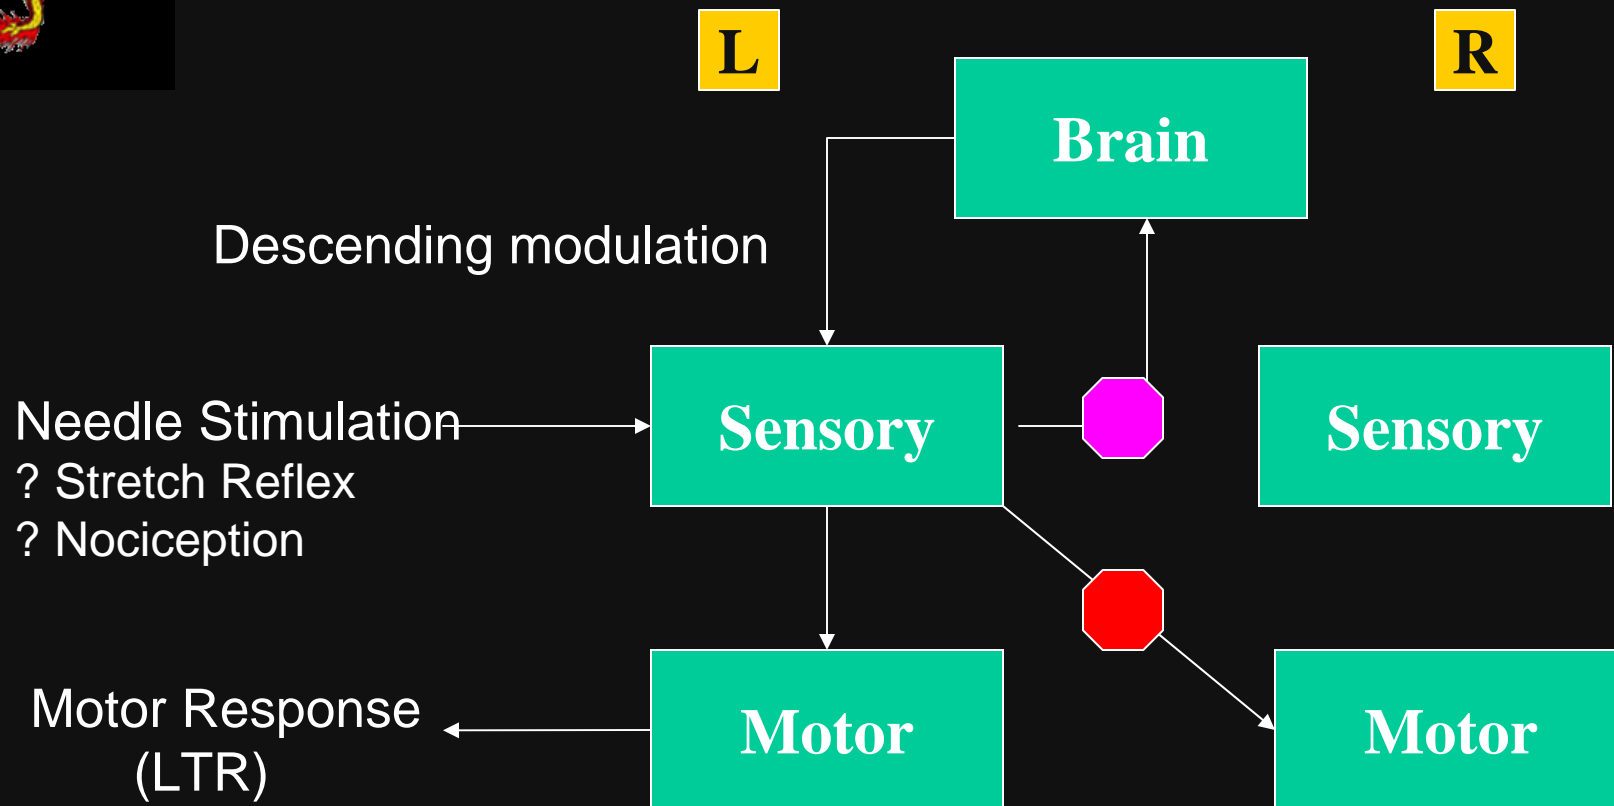 L
R
Brain
Descending modulation
Needle Stimulation
? Stretch Reflex
? Nociception
Sensory
Sensory
Motor Response
(LTR)
Motor
Motor